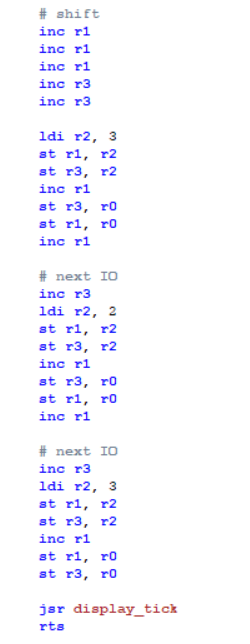 # shift
inc r1
inc r1
inc r1
inc r3
inc r3
ldi r2, 3
st r1, r2
st r3, r2
inc r1
st r3, r0
st r1, r0
inc r1
# next IO
inc r3
ldi r2, 2
st r1, r2
st r3, r2
inc r1
st r3, r0
st r1, r0
inc r1
# next IO
inc r3
ldi r2, 3
st r1, r2
st r3, r2
inc r1
st r1, r0
st r3, r0
jsr display_tick
rts